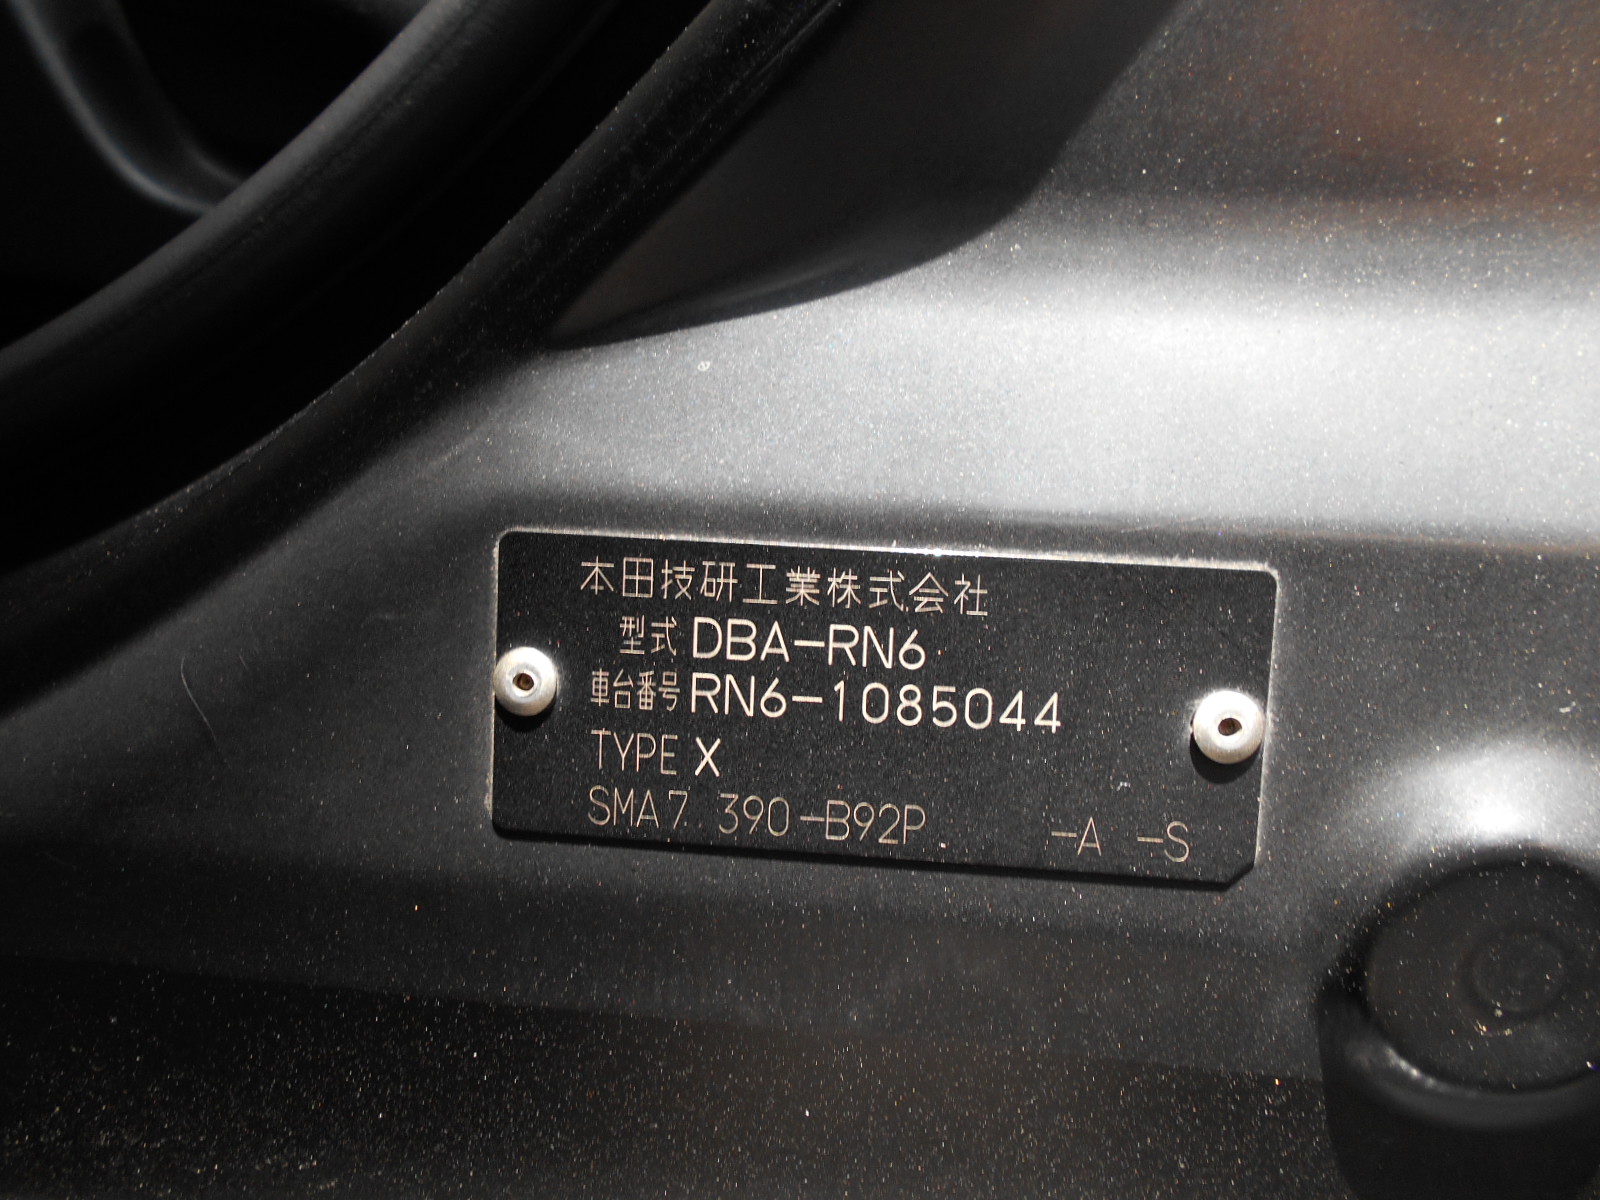 本田技研工業株式会社
型式 DBA-RN6
車台番号 RN6-1085044
TYPE X
SMA7 390-B92P -A -S